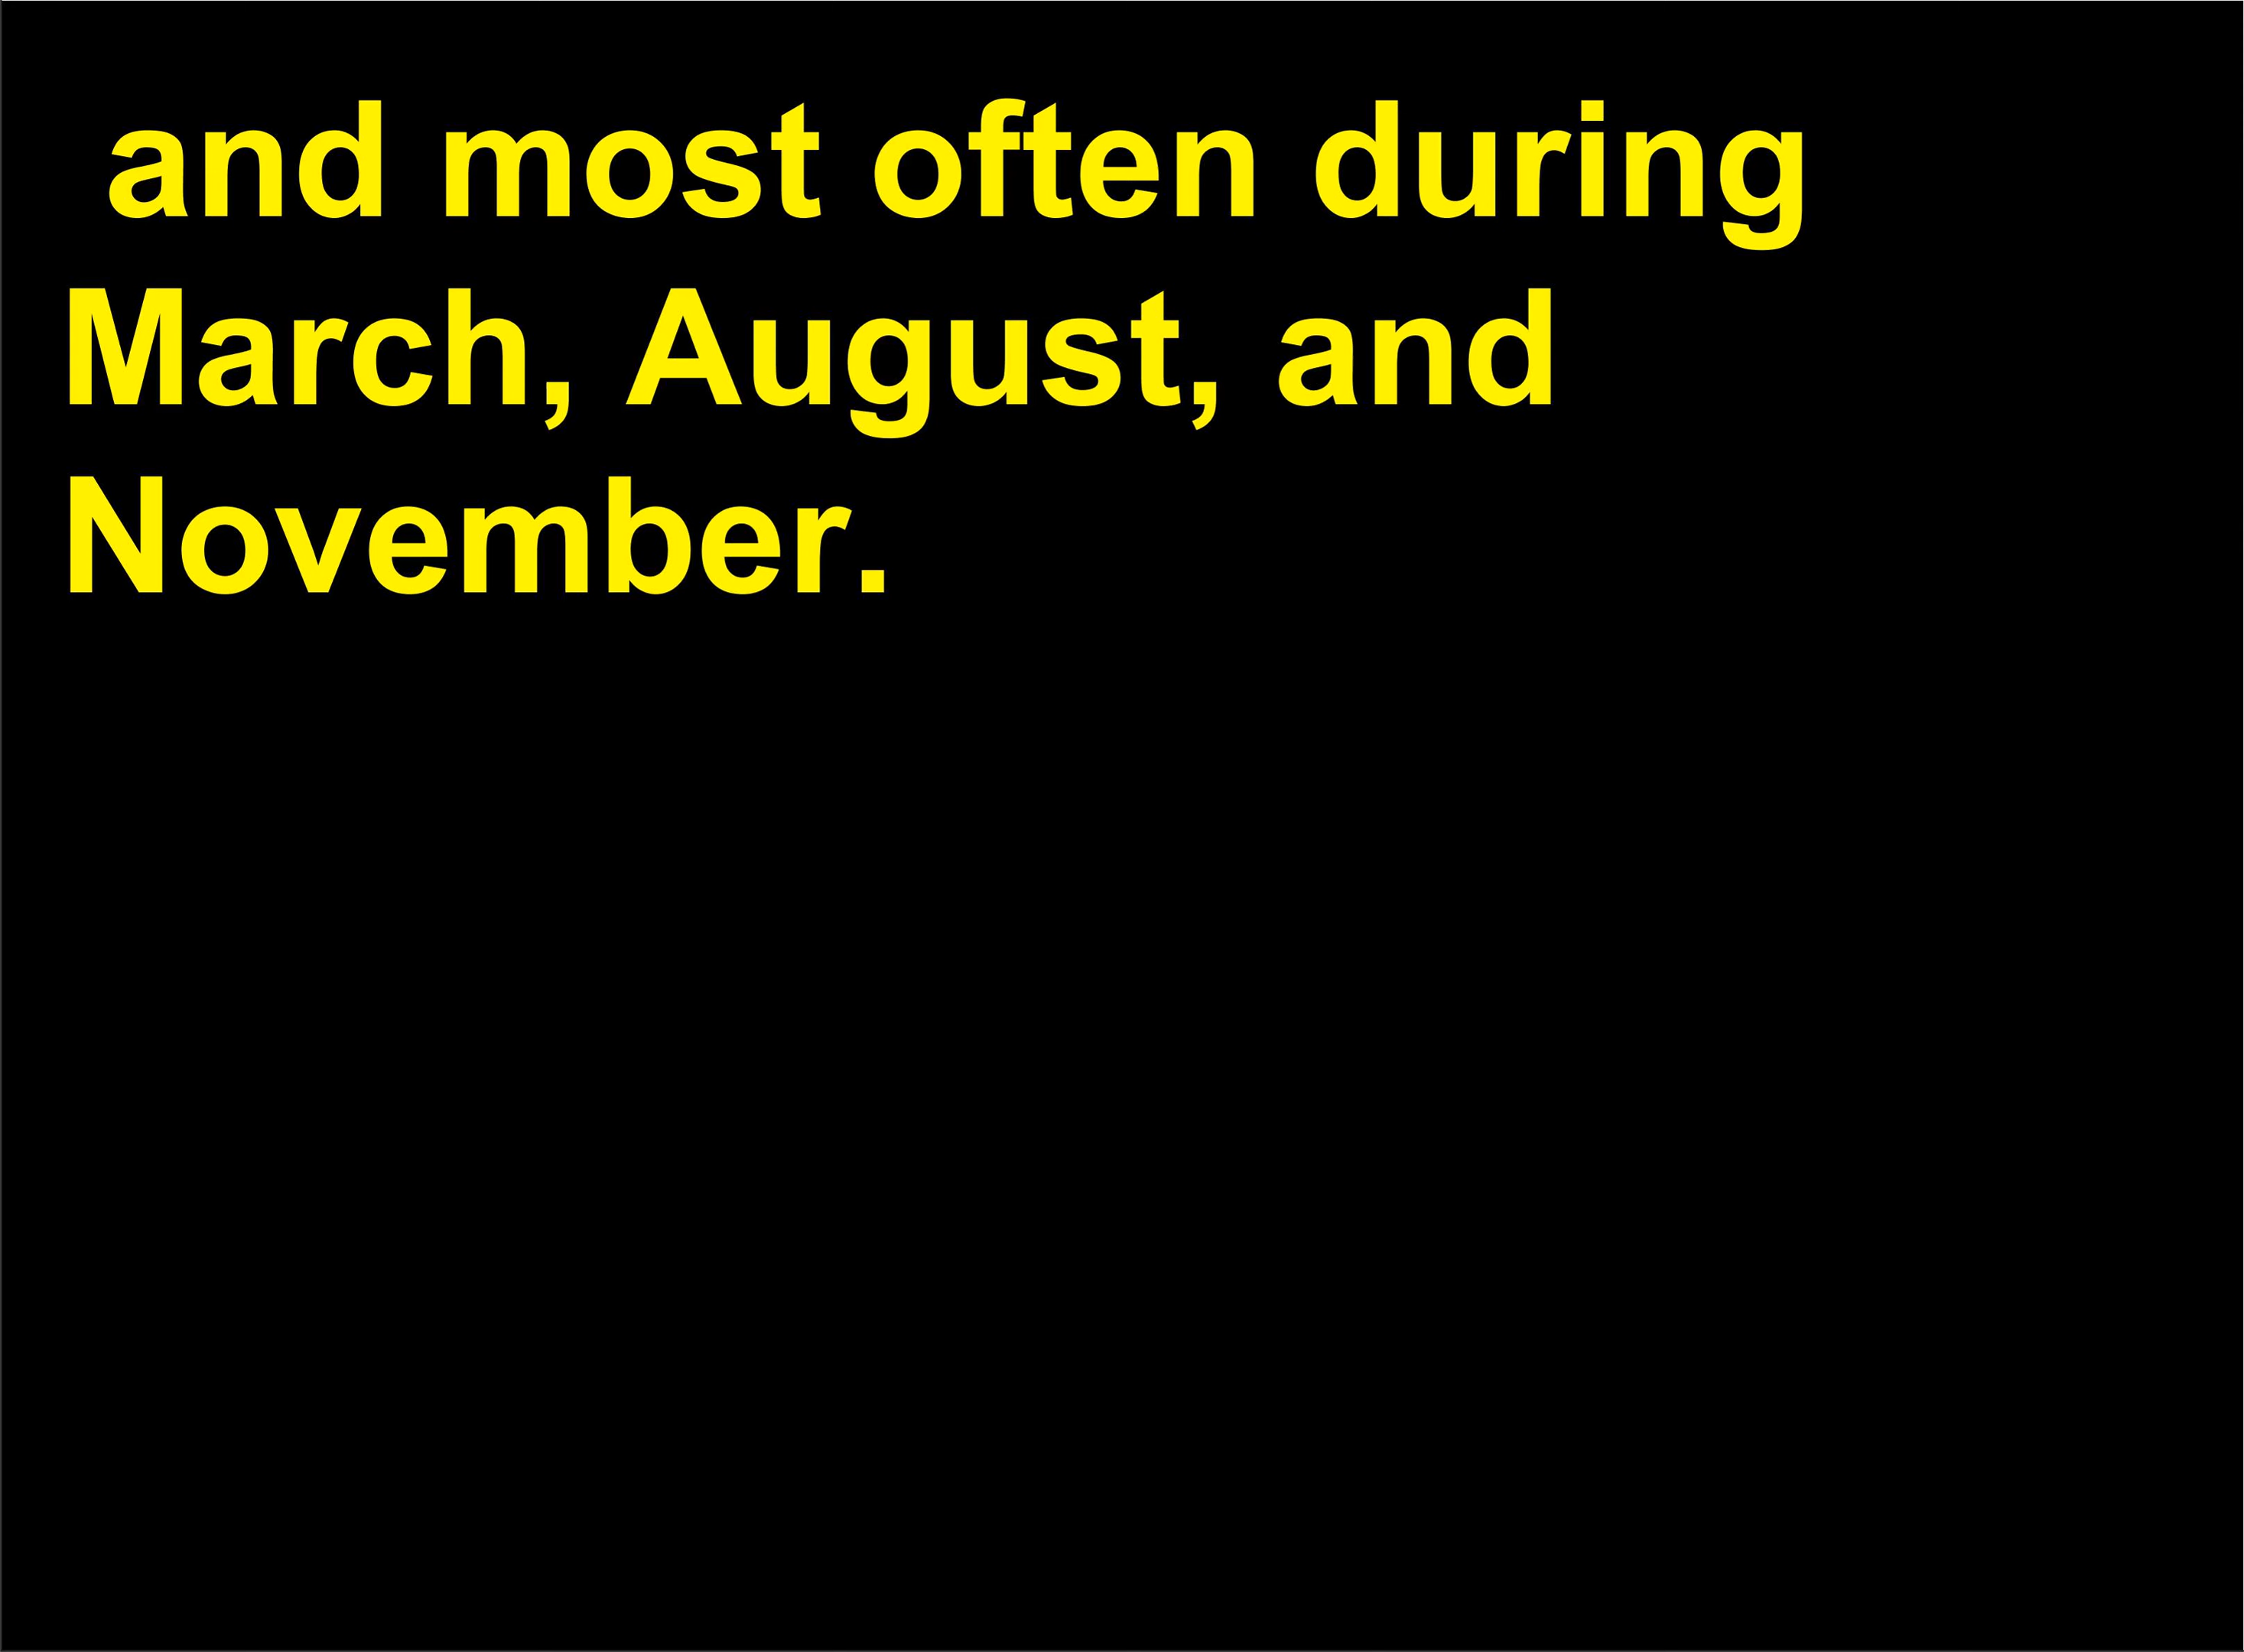 and most often during
March, August, and
November.